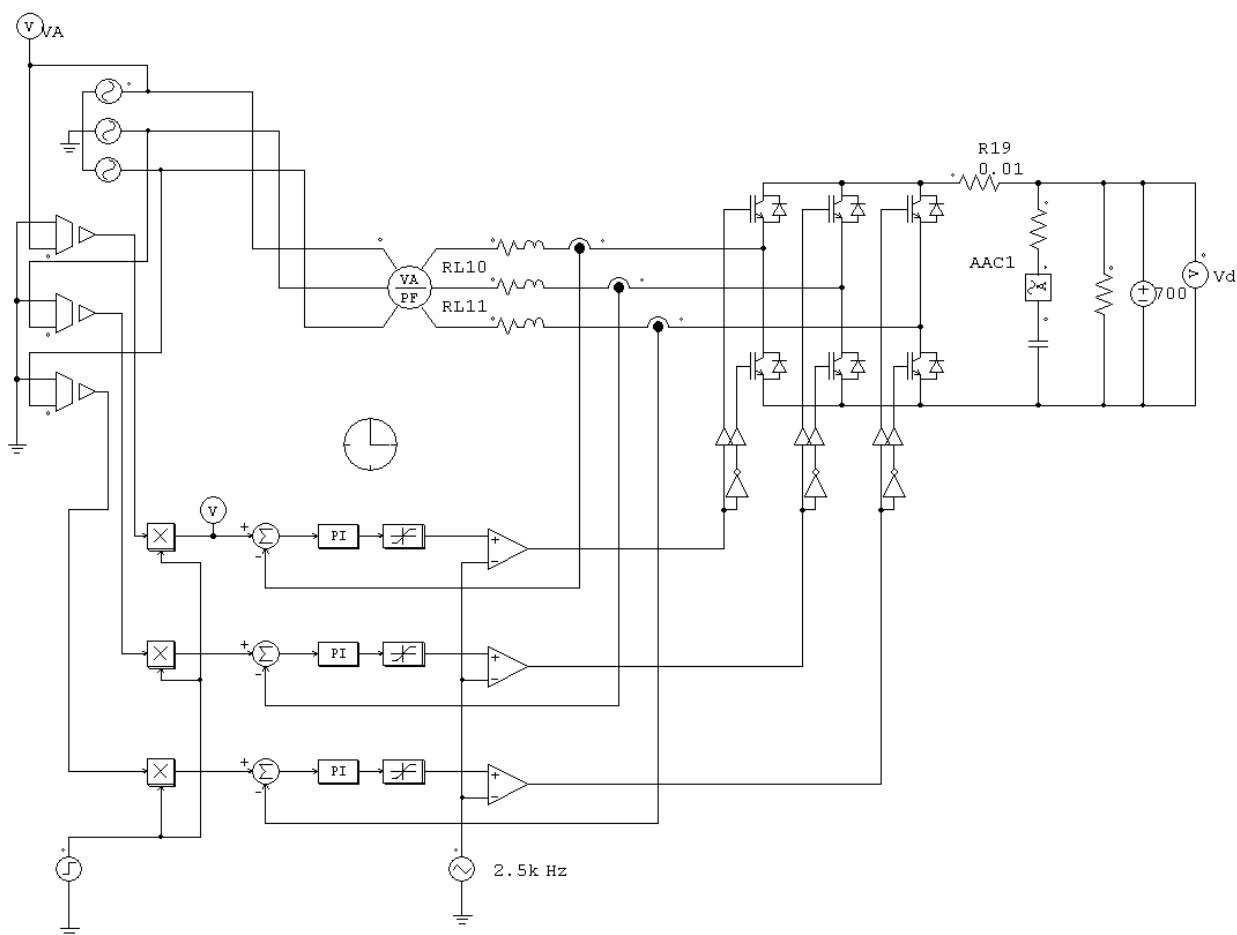 V
VA
R19
0.01
RL10
VA
PF
RL11
AAC1
700
V
Vd
V
+
Σ
-
PI
+
-
+
Σ
-
PI
+
-
+
Σ
-
PI
+
-
2.5k Hz